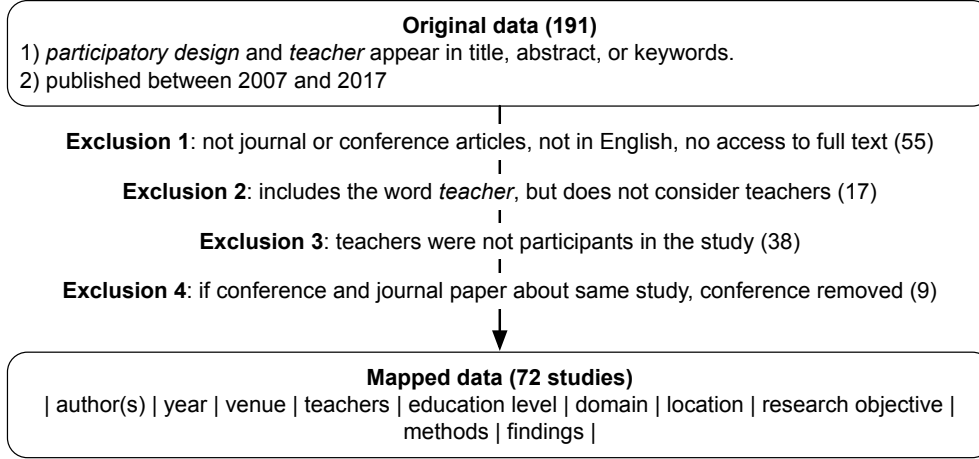 Original data (191)
1) participatory design and teacher appear in title, abstract, or keywords.
2) published between 2007 and 2017
Exclusion 1: not journal or conference articles, not in English, no access to full text (55)
Exclusion 2: includes the word teacher, but does not consider teachers (17)
Exclusion 3: teachers were not participants in the study (38)
Exclusion 4: if conference and journal paper about same study, conference removed (9)
Mapped data (72 studies)
| author(s) | year | venue | teachers | education level | domain | location | research objective |
methods | findings |